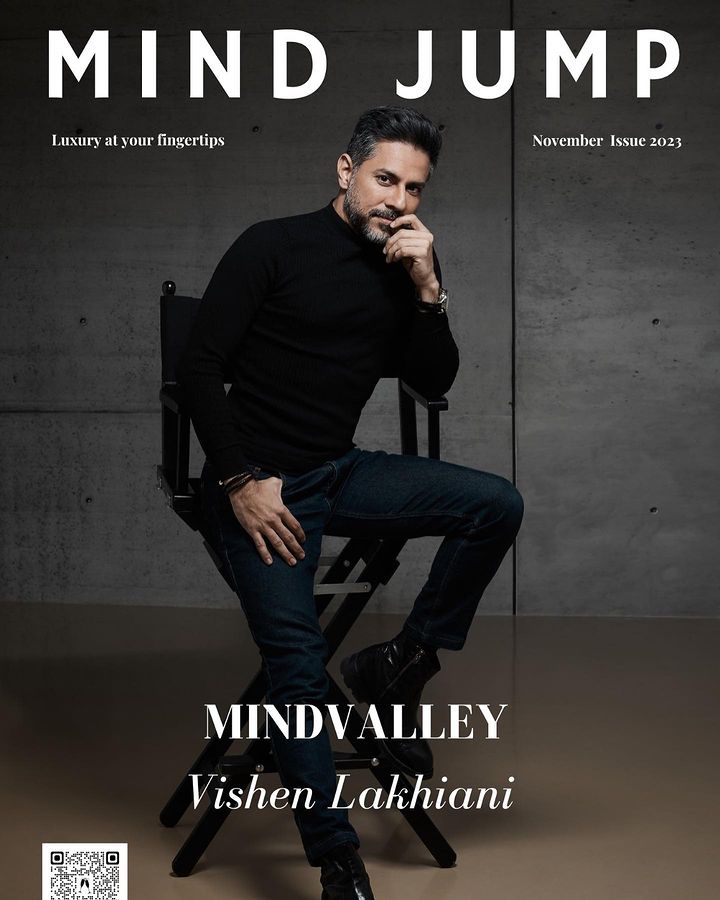 MIND JUMP
Luxury at your fingertips
November Issue 2023
MINDVALLEY
Vishen Lakhiani